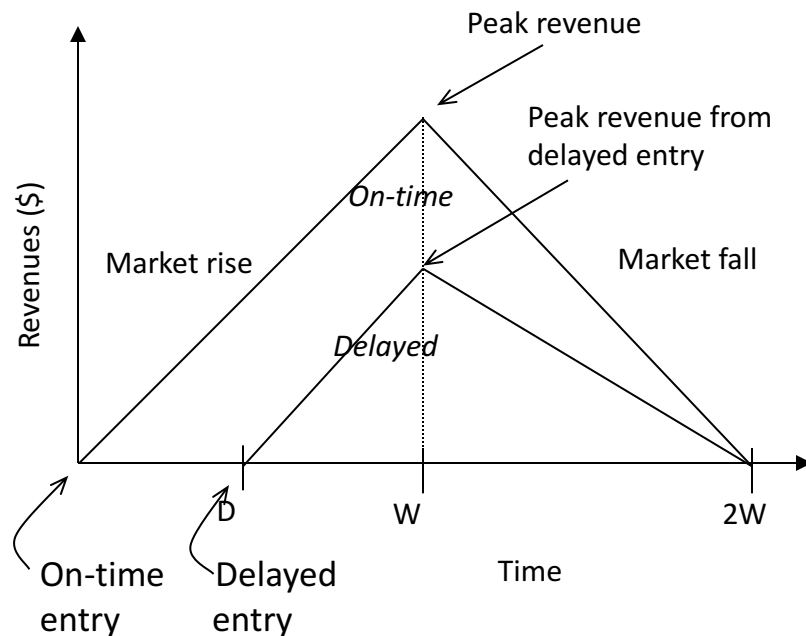 Peak revenue
Peak revenue from
delayed entry
On-time
Market rise
Market fall
Revenues ($)
Delayed
D
W
2W
On-time
entry
Delayed
entry
Time